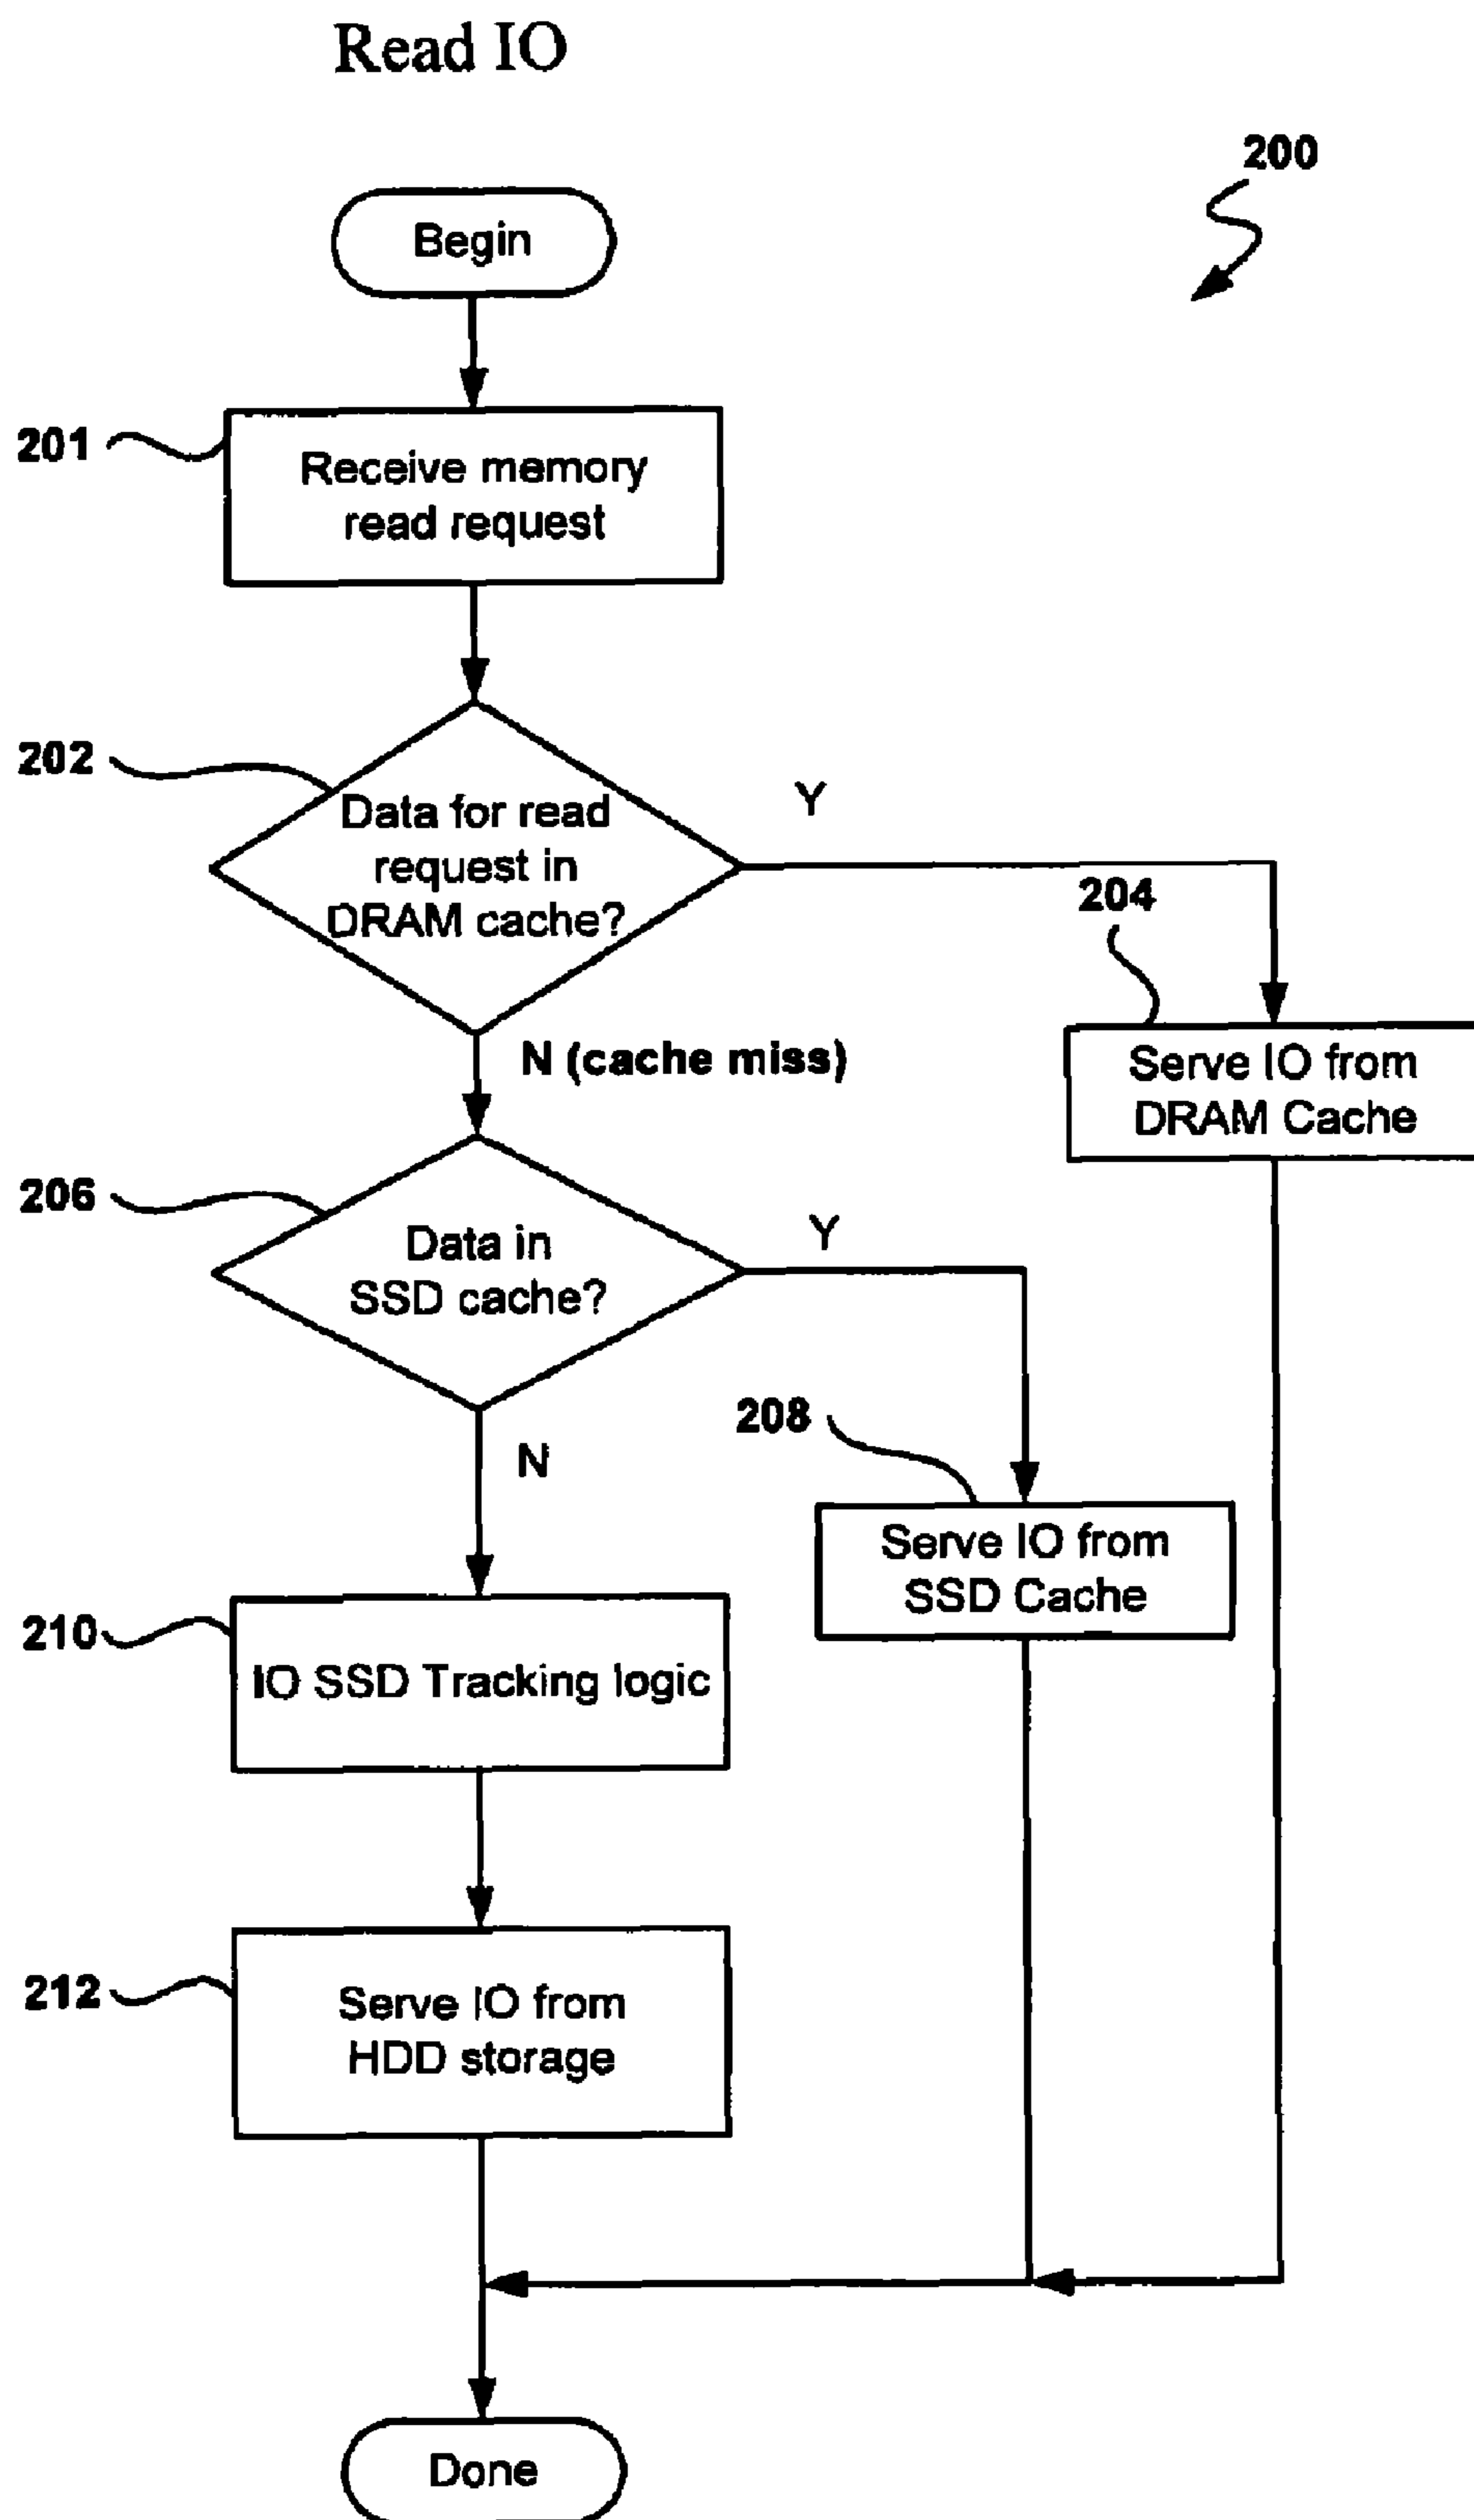 Read IO
200
Begin
201
Receive memory
read request
202
Data for read
request in
DRAM cache?
Y
204
Serve IO from
DRAM Cache
N (cache miss)
206
Data in
SSD cache?
Y
208
Serve IO from
SSD Cache
N
210
IO SSD Tracking logic
212
Serve IO from
HDD storage
Done